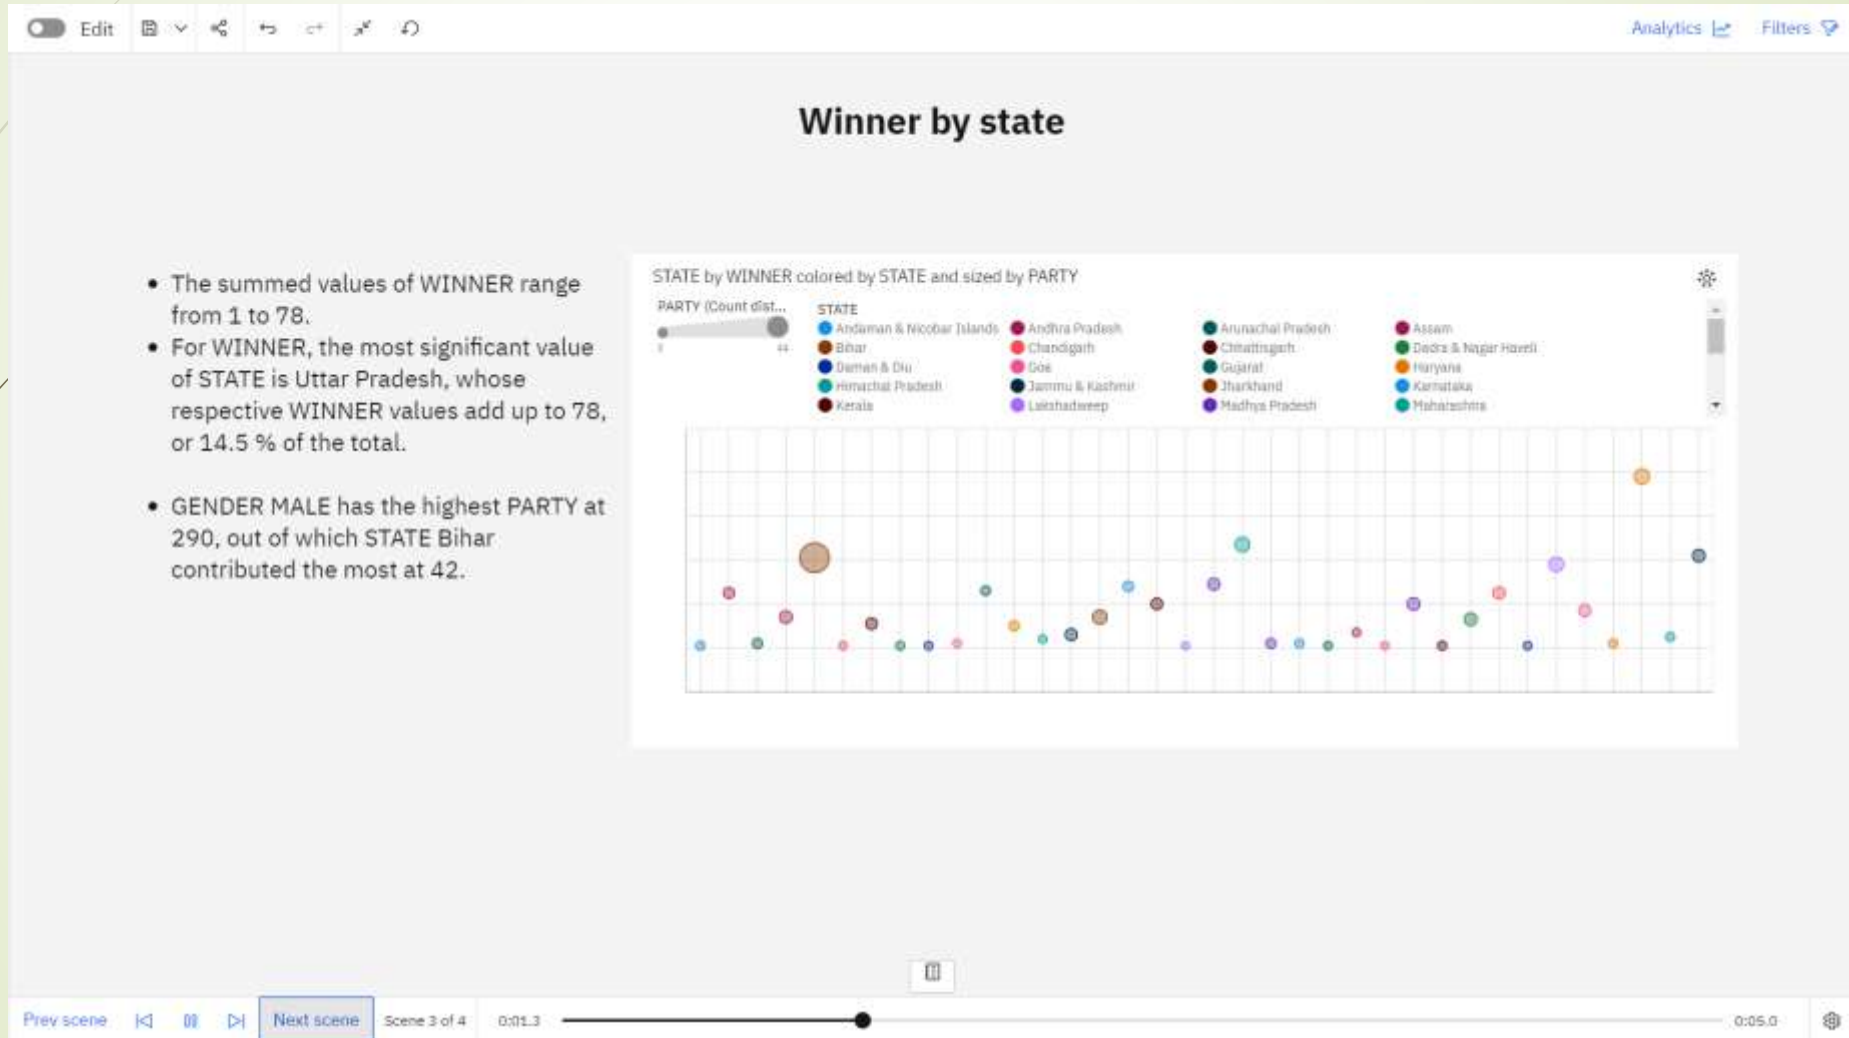 Edit
Analytics
Filters
Winner by state
• The summed values of WINNER range
from 1 to 78.
• For WINNER, the most significant value
of STATE is Uttar Pradesh, whose
respective WINNER values add up to 78,
or 14.5 % of the total.
• GENDER MALE has the highest PARTY at
290, out of which STATE Bihar
contributed the most at 42.
STATE by WINNER colored by STATE and sized by PARTY
PARTY (Count dist...
STATE
Andaman & Nicobar Islands Andhra Pradesh Arunachal Pradesh Assam
Bihar Chandigarh Chhattisgarh Dadra & Nagar Haveli
Daman & Diu Goa Gujarat Haryana
Himachal Pradesh Jammu & Kashmir Jharkhand Karnataka
Kerala Lakshadweep Madhya Pradesh Maharashtra
Prev scene
Next scene
Scene 3 of 4
0:01.3
0:05.0